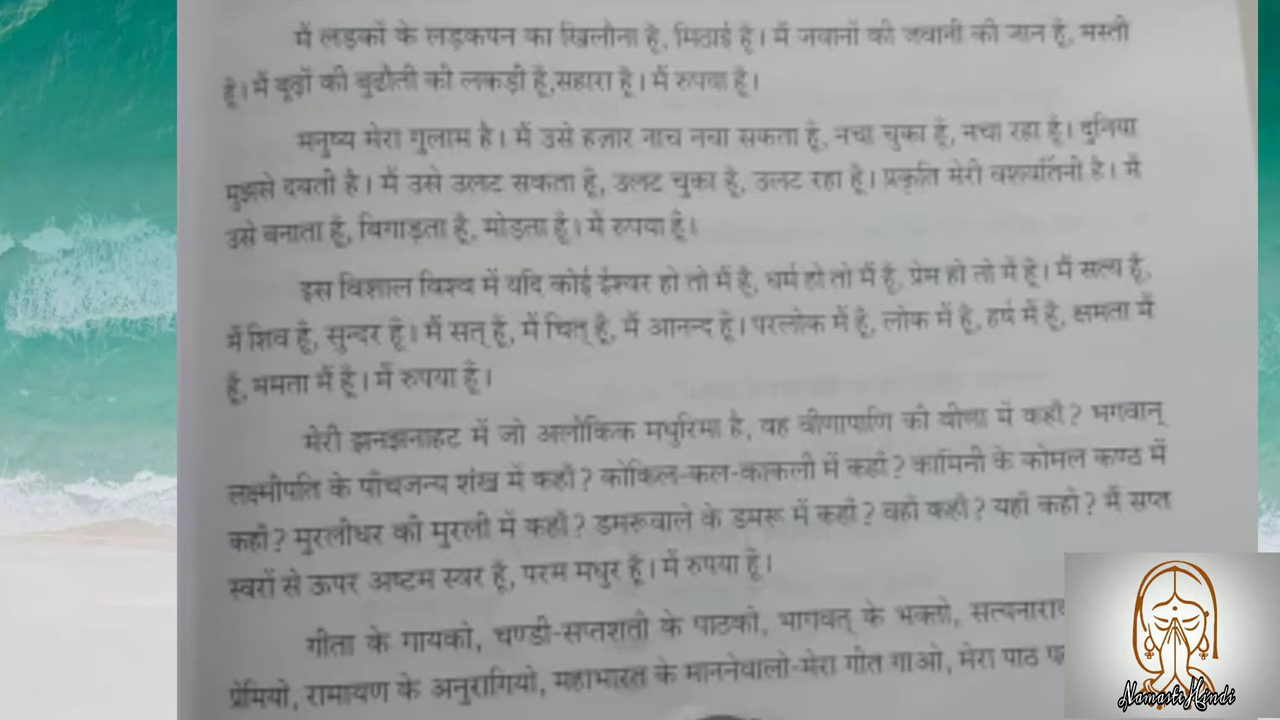 मैं लड़कों के लड़कपन का खिलौना हूँ, मिठाई हूँ। मैं जवानों की जवानी की जान हूँ, मस्ती
हूँ। मैं बूढ़ों की बुढौती की लकड़ी हूँ,सहारा हूँ। मैं रुपया हूँ।
मनुष्य मेरा गुलाम है। मैं उसे हज़ार नाच नचा सकता हूँ, नचा चुका हूँ, नचा रहा हूँ। दुनिया
मुझसे दबती है। मैं उसे उलट सकता हूँ, उलट चुका हूँ, उलट रहा हूँ। प्रकृति मेरी वशवर्तिनी है। मैं
उसे बनाता हूँ, बिगाड़ता हूँ, मोड़ता हूँ। मैं रुपया हूँ।
इस विशाल विश्व में यदि कोई ईश्वर हो तो मैं हूँ, धर्म हो तो मैं हूँ, प्रेम हो तो मैं हूँ। मैं सत्य हूँ,
मैं शिव हूँ, सुन्दर हूँ। मैं सत् हूँ, मैं चित् हूँ, मैं आनन्द हूँ। परलोक मैं हूँ, लोक मैं हूँ, हर्ष मैं हूँ, क्षमता मैं
हूँ, ममता मैं हूँ। मैं रुपया हूँ।
मेरी झनझनाहट में जो अलौकिक मधुरिमा है, वह वीणापाणि की वीणा में कहाँ? भगवान्
लक्ष्मीपति के पाँचजन्य शंख में कहाँ? कोकिल-कल-काकली में कहाँ? कामिनी के कोमल कण्ठ में
कहाँ? मुरलीधर की मुरली में कहाँ? डमरूवाले के डमरू में कहाँ? वहाँ कहाँ? यहाँ कहाँ? मैं सप्त
स्वरों से ऊपर अष्टम स्वर हूँ, परम मधुर हूँ। मैं रुपया हूँ।
गीता के गायको, चण्डी-सप्तशती के पाठको, भागवत् के भक्तो,
प्रेमियो, रामायण के अनुरागियो, महाभारत के माननेवालो-मेरा गीत गाओ, मेरा पाठ
Namaste Hindi